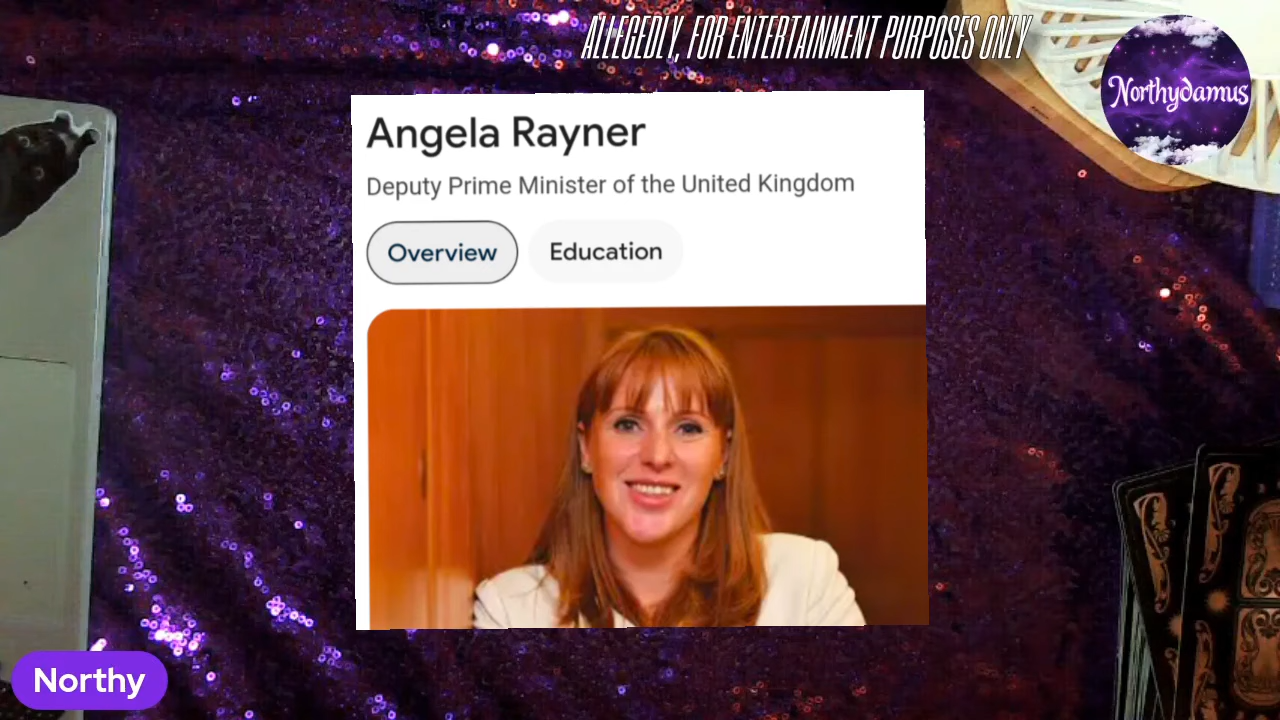 ALLEGEDLY, FOR ENTERTAINMENT PURPOSES ONLY
Northydamus
Angela Rayner
Deputy Prime Minister of the United Kingdom
Overview
Education
Northy